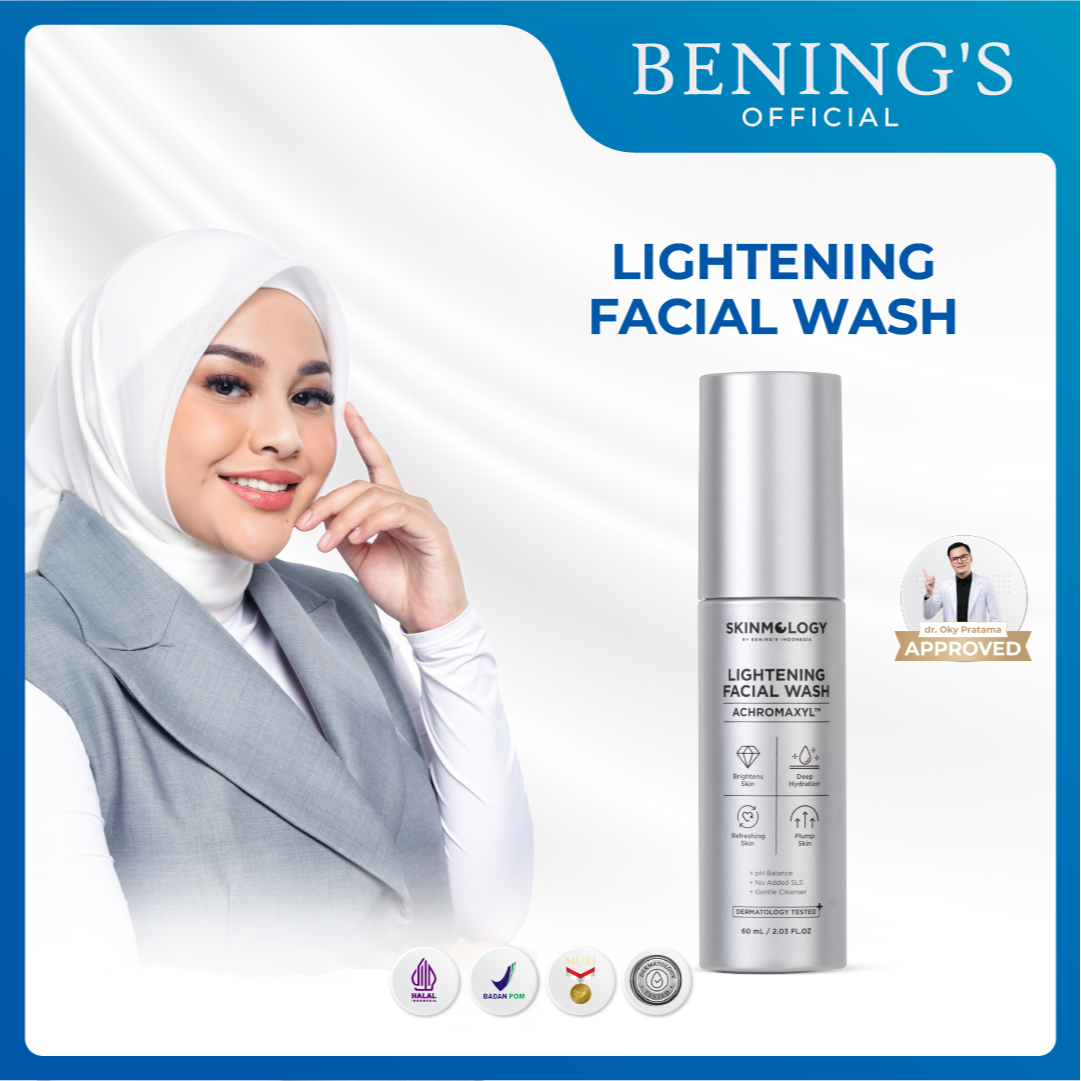 BENING'S
OFFICIAL
LIGHTENING
FACIAL WASH
SKINMOLOGY
BY BENING'S INDONESIA
LIGHTENING
FACIAL WASH
ACHROMAXYL™
Brightens
Skin
Deep
Hydration
Refreshing
Skin
Plump
Skin
+ pH Balance
+ No Added SLS
+ Gentle Cleanser
DERMATOLOGY TESTED
60 mL / 2.03 FL.OZ
dr. Oky Pratama
APPROVED
HALAL
INDONESIA
BADAN POM
MURI
DERMATOLOGY
TESTED